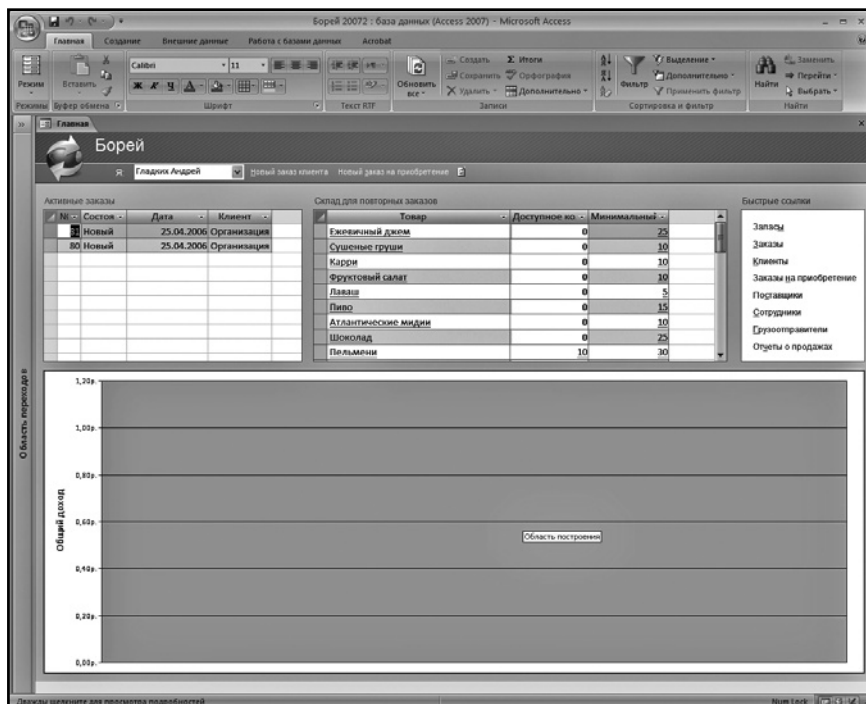 Борей 20072 : база данных (Access 2007) - Microsoft Access
Главная Создание Внешние данные Работа с базами данных Acrobat
Режим
Вставить
Calibri 11
Ж К Ч
Обновить все
Создать
Сохранить
Удалить
Итоги
Орфография
Дополнительно
Фильтр
Выделение
Дополнительно
Применить фильтр
Найти
Заменить
Перейти
Выбрать
Режимы Буфер обмена Шрифт Текст RTF Записи Сортировка и фильтр Найти
Главная
Борей
Я: Гладких Андрей Новый заказ клиента Новый заказ на приобретение
Активные заказы
№ Состоя Дата Клиент
Новый 25.04.2006 Организация
80 Новый 25.04.2006 Организация
Склад для повторных заказов
Товар Доступное ко Минимальный
Ежевичный джем 0 25
Сушеные груши 0 10
Карри 0 10
Фруктовый салат 0 10
Лаваш 0 5
Пиво 0 15
Атлантические мидии 0 10
Шоколад 0 25
Пельмени 10 30
Быстрые ссылки
Запасы
Заказы
Клиенты
Заказы на приобретение
Поставщики
Сотрудники
Грузоотправители
Отчеты о продажах
Область переходов
Общий доход
1,20р.
1,00р.
0,80р.
0,60р.
0,40р.
0,20р.
0,00р.
Область построения
Дважды щелкните для просмотра подробностей
Num Lock